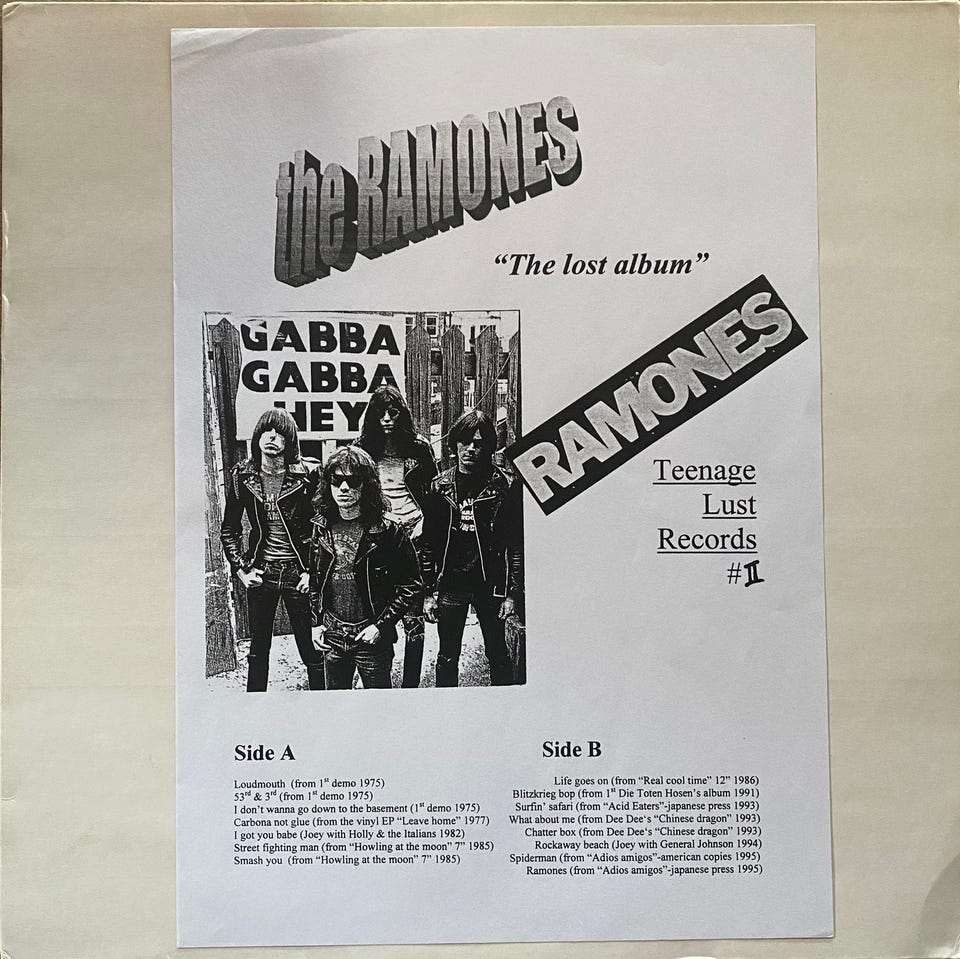 the RAMONES
“The lost album”
GABBA
GABBA
HEY
RAMONES
Teenage
Lust
Records
#II
Side A
Loudmouth (from 1st demo 1975)
53rd & 3rd (from 1st demo 1975)
I don’t wanna go down to the basement (1st demo 1975)
Carbona not glue (from the vinyl EP “Leave home” 1977)
I got you babe (Joey with Holly & the Italians 1982)
Street fighting man (from “Howling at the moon” 7” 1985)
Smash you (from “Howling at the moon” 7” 1985)
Side B
Life goes on (from “Real cool time” 12” 1986)
Blitzkrieg bop (from 1st Die Toten Hosen’s album 1991)
Surfin’ safari (from “Acid Eaters”-japanese press 1993)
What about me (from Dee Dee‘s “Chinese dragon” 1993)
Chatter box (from Dee Dee‘s “Chinese dragon” 1993)
Rockaway beach (Joey with General Johnson 1994)
Spiderman (from “Adios amigos”-american copies 1995)
Ramones (from “Adios amigos”-japanese press 1995)